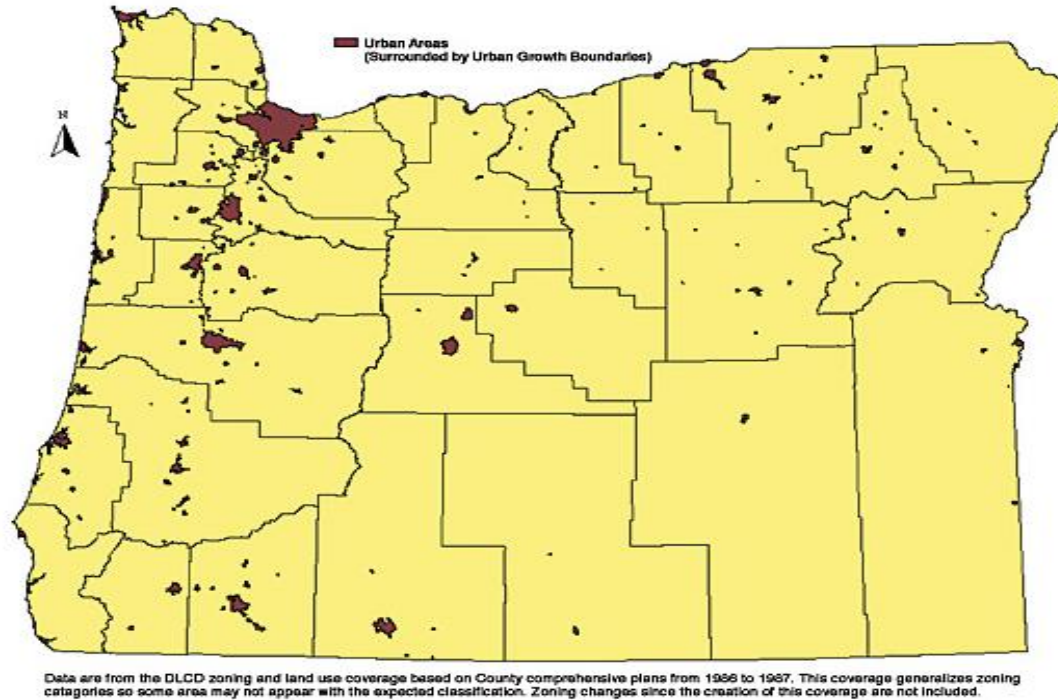 Urban Areas
(Surrounded by Urban Growth Boundaries)
N
Data are from the DLCD zoning and land use coverage based on County comprehensive plans from 1986 to 1987. This coverage generalizes zoning
catagories so some area may not appear with the expected classification. Zoning changes since the creation of this coverage are not included.